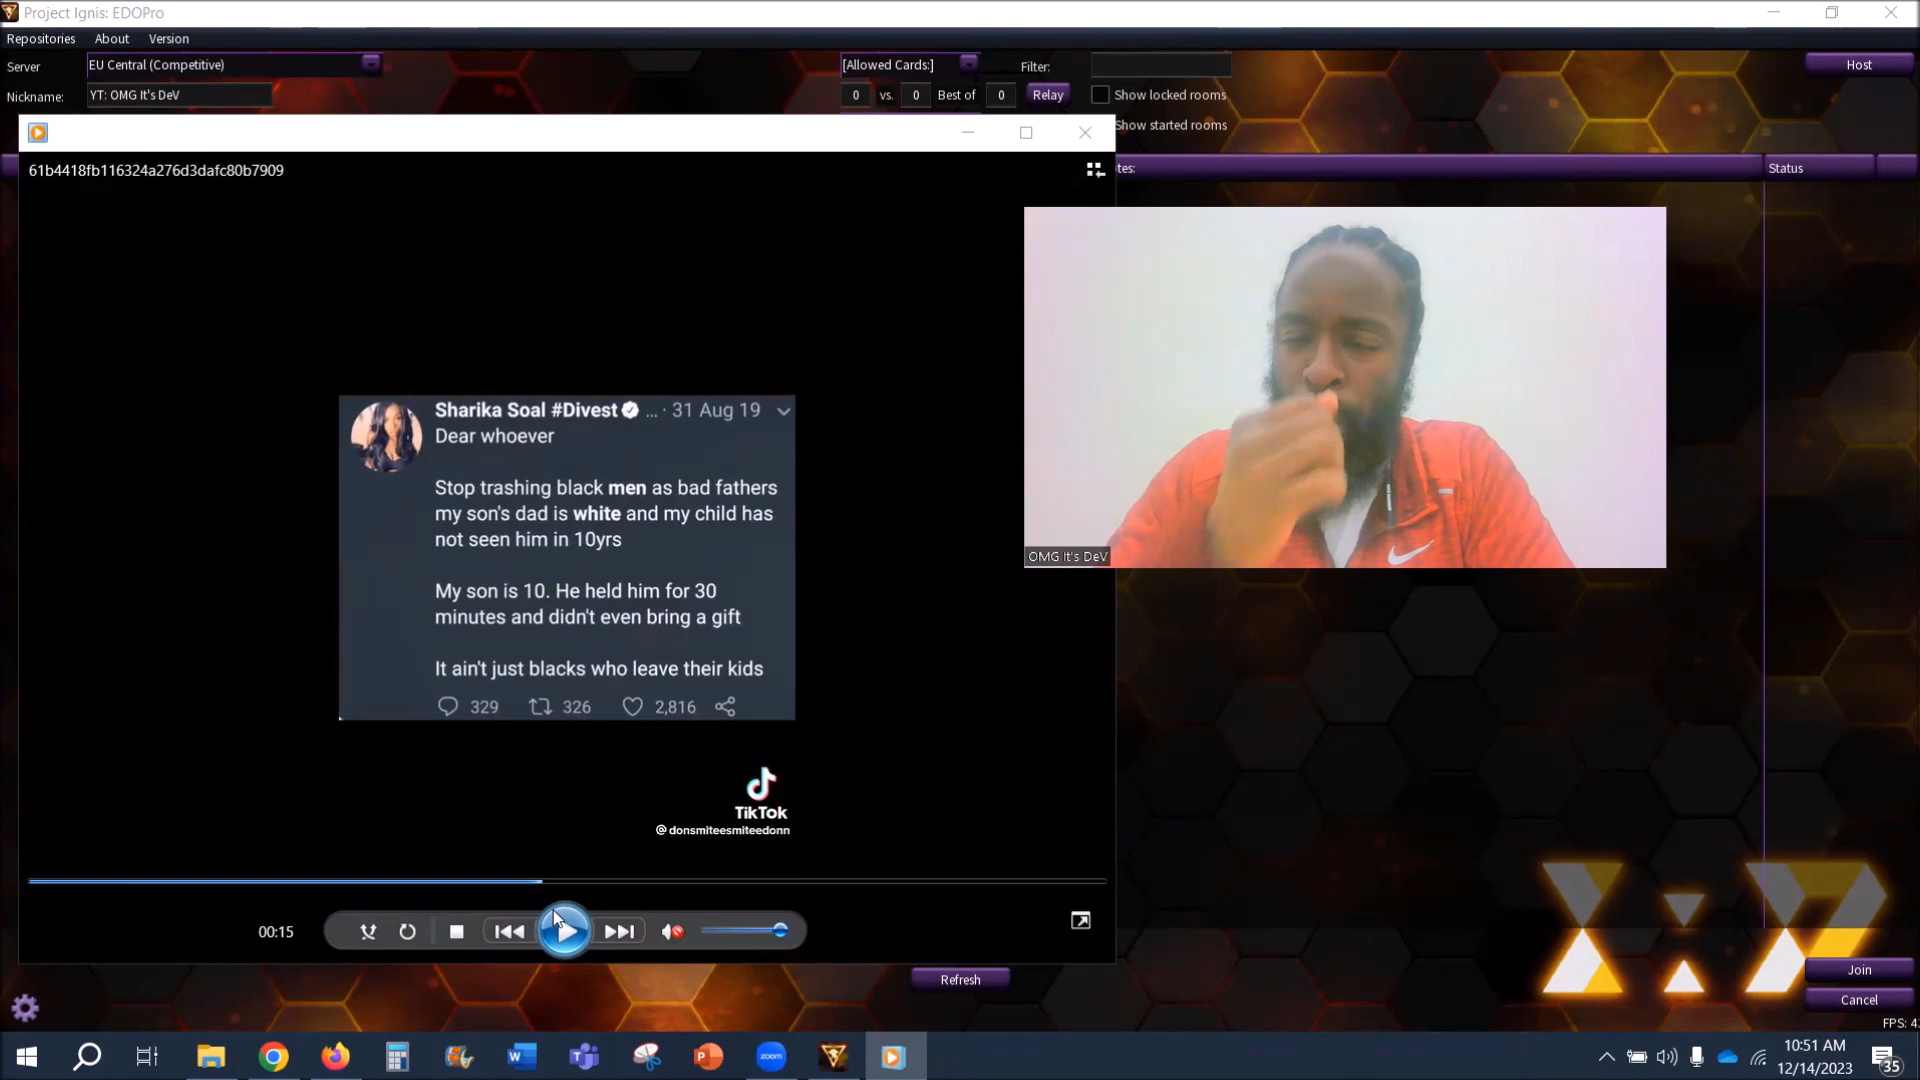 Project Ignis: EDOPro
Repositories About Version
Server EU Central (Competitive) [Allowed Cards:] Filter: Host
Nickname: YT: OMG It's DeV 0 vs. 0 Best of 0 Relay Show locked rooms
Show started rooms
61b4418fb116324a276d3dafc80b7909
tes: Status
Sharika Soal #Divest ... · 31 Aug 19
Dear whoever
Stop trashing black men as bad fathers
my son's dad is white and my child has
not seen him in 10yrs
My son is 10. He held him for 30
minutes and didn't even bring a gift
It ain't just blacks who leave their kids
329 326 2,816
OMG It's DeV
TikTok
@donsmiteesmiteedonn
00:15
Refresh
Join
Cancel
FPS: 4
zoom
10:51 AM
12/14/2023
35